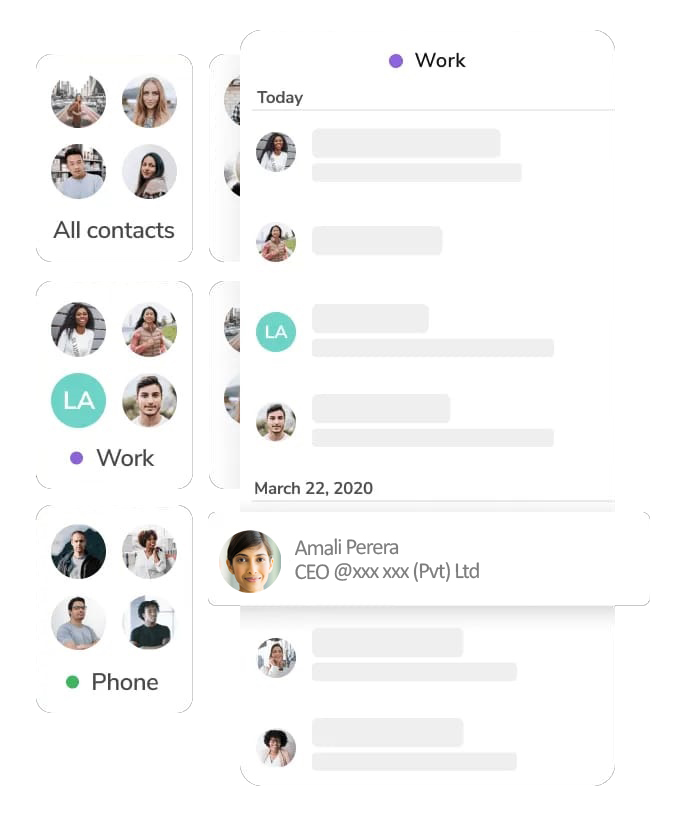 Work
Today
All contacts
LA
LA
Work
March 22, 2020
Amali Perera
CEO @xxx xxx (Pvt) Ltd
Phone